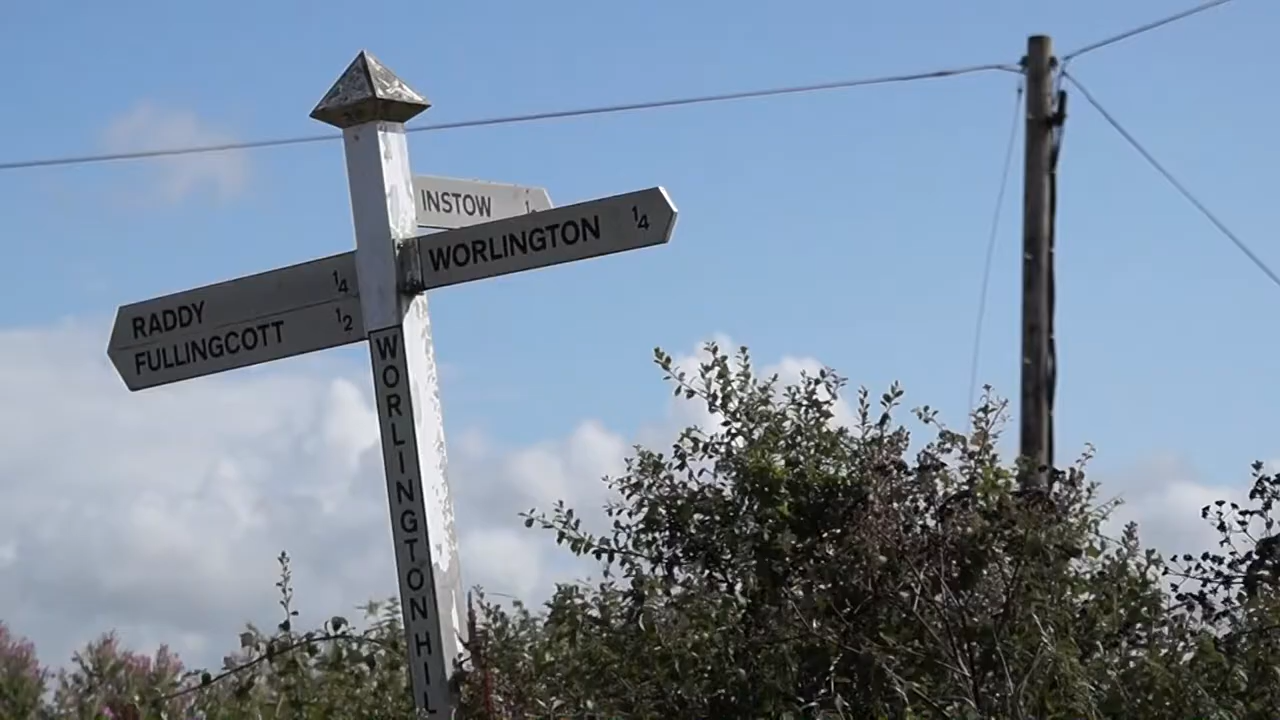 INSTOW
WORLINGTON 1/4
RADDY 1/4
FULLINGCOTT 1/2
WORLINGTON HIL